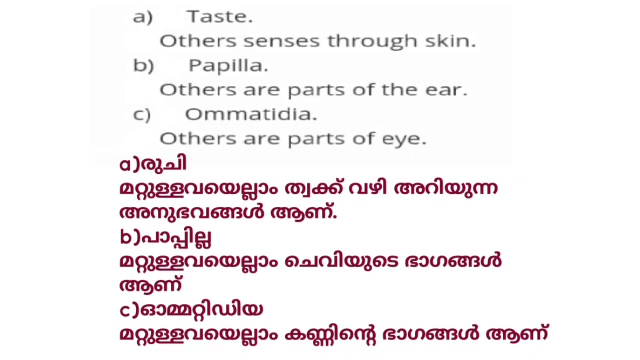 a) Taste.
Others senses through skin.
b) Papilla.
Others are parts of the ear.
c) Ommatidia.
Others are parts of eye.
a)രുചി
മറ്റുള്ളവയെല്ലാം ത്വക്ക് വഴി അറിയുന്ന
അനുഭവങ്ങൾ ആണ്.
b)പാപ്പില്ല
മറ്റുള്ളവയെല്ലാം ചെവിയുടെ ഭാഗങ്ങൾ
ആണ്
c)ഓമ്മറ്റിഡിയ
മറ്റുള്ളവയെല്ലാം കണ്ണിന്റെ ഭാഗങ്ങൾ ആണ്